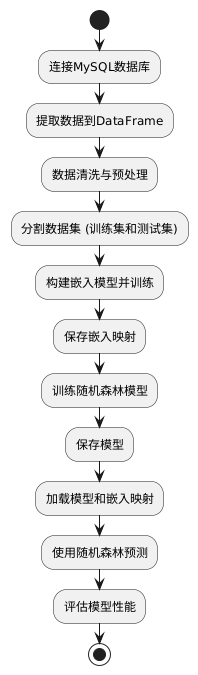 连接MySQL数据库
提取数据到DataFrame
数据清洗与预处理
分割数据集 (训练集和测试集)
构建嵌入模型并训练
保存嵌入映射
训练随机森林模型
保存模型
加载模型和嵌入映射
使用随机森林预测
评估模型性能